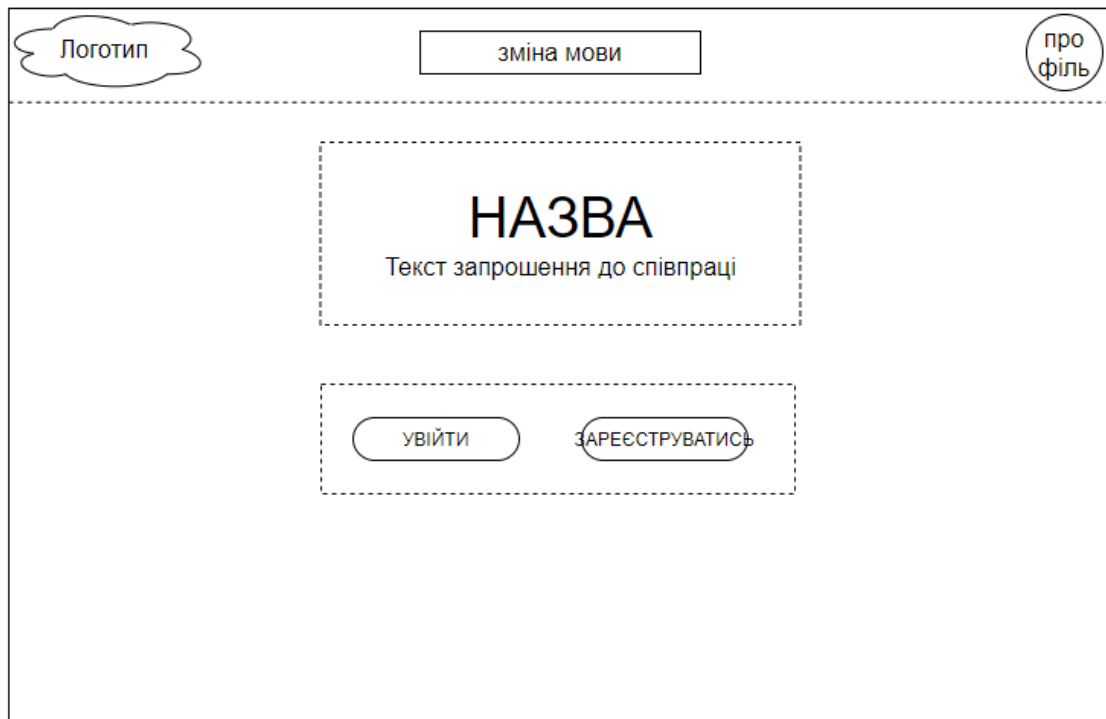 Логотип
зміна мови
про
філь
НАЗВА
Текст запрошення до співпраці
УВІЙТИ
ЗАРЕЄСТРУВАТИСЬ